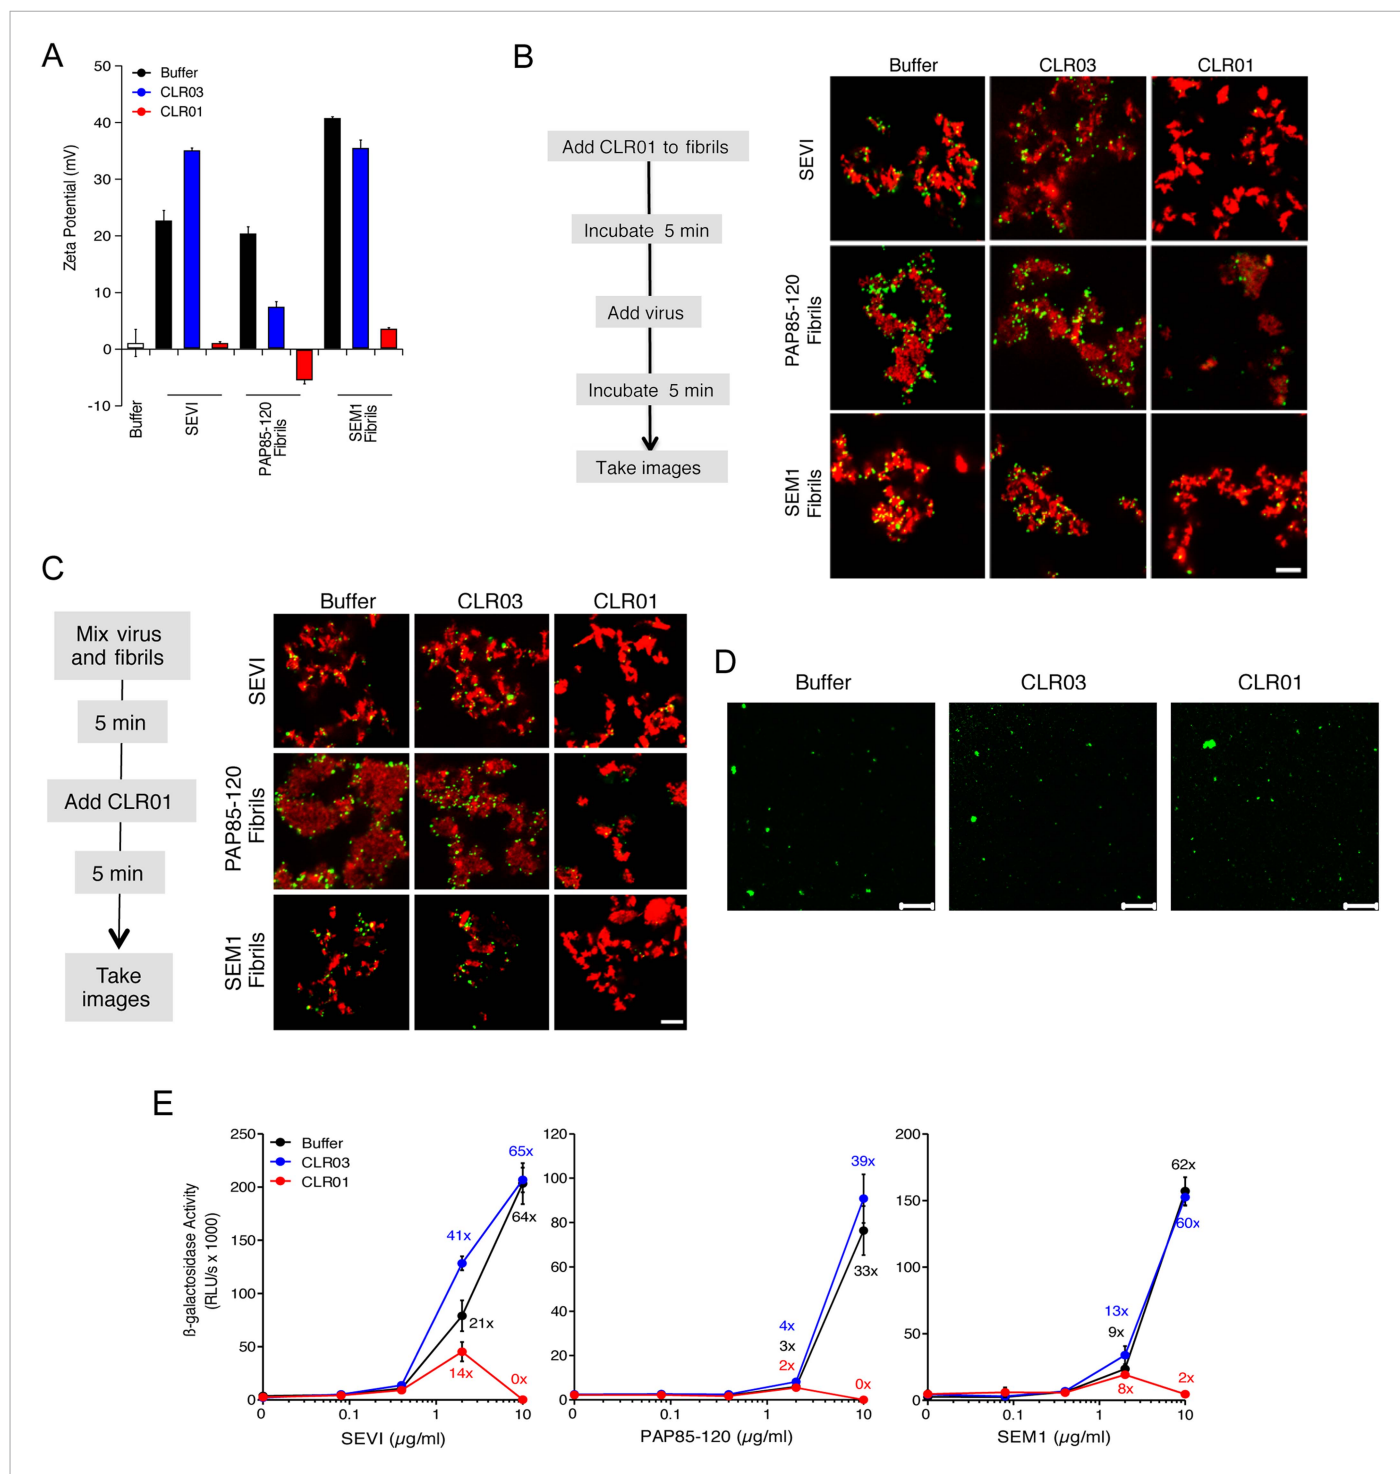 A
50
40
30
20
10
0
-10
Zeta Potential (mV)
Buffer
CLR03
CLR01
Buffer
SEVI
PAP85-120
Fibrils
SEM1
Fibrils
B
Add CLR01 to fibrils
Incubate 5 min
Add virus
Incubate 5 min
Take images
Buffer
CLR03
CLR01
SEVI
PAP85-120
Fibrils
SEM1
Fibrils
C
Mix virus
and fibrils
5 min
Add CLR01
5 min
Take
images
Buffer
CLR03
CLR01
SEVI
PAP85-120
Fibrils
SEM1
Fibrils
D
Buffer
CLR03
CLR01
E
ß-galactosidase Activity
(RLU/s x 1000)
250
200
150
100
50
0
Buffer
CLR03
CLR01
65x
64x
41x
21x
14x
0x
0
0.1
1
10
SEVI (µg/ml)
120
100
80
60
40
20
0
39x
33x
4x
3x
2x
0x
0
0.1
1
10
PAP85-120 (µg/ml)
200
150
100
50
0
62x
60x
13x
9x
8x
2x
0
0.1
1
10
SEM1 (µg/ml)